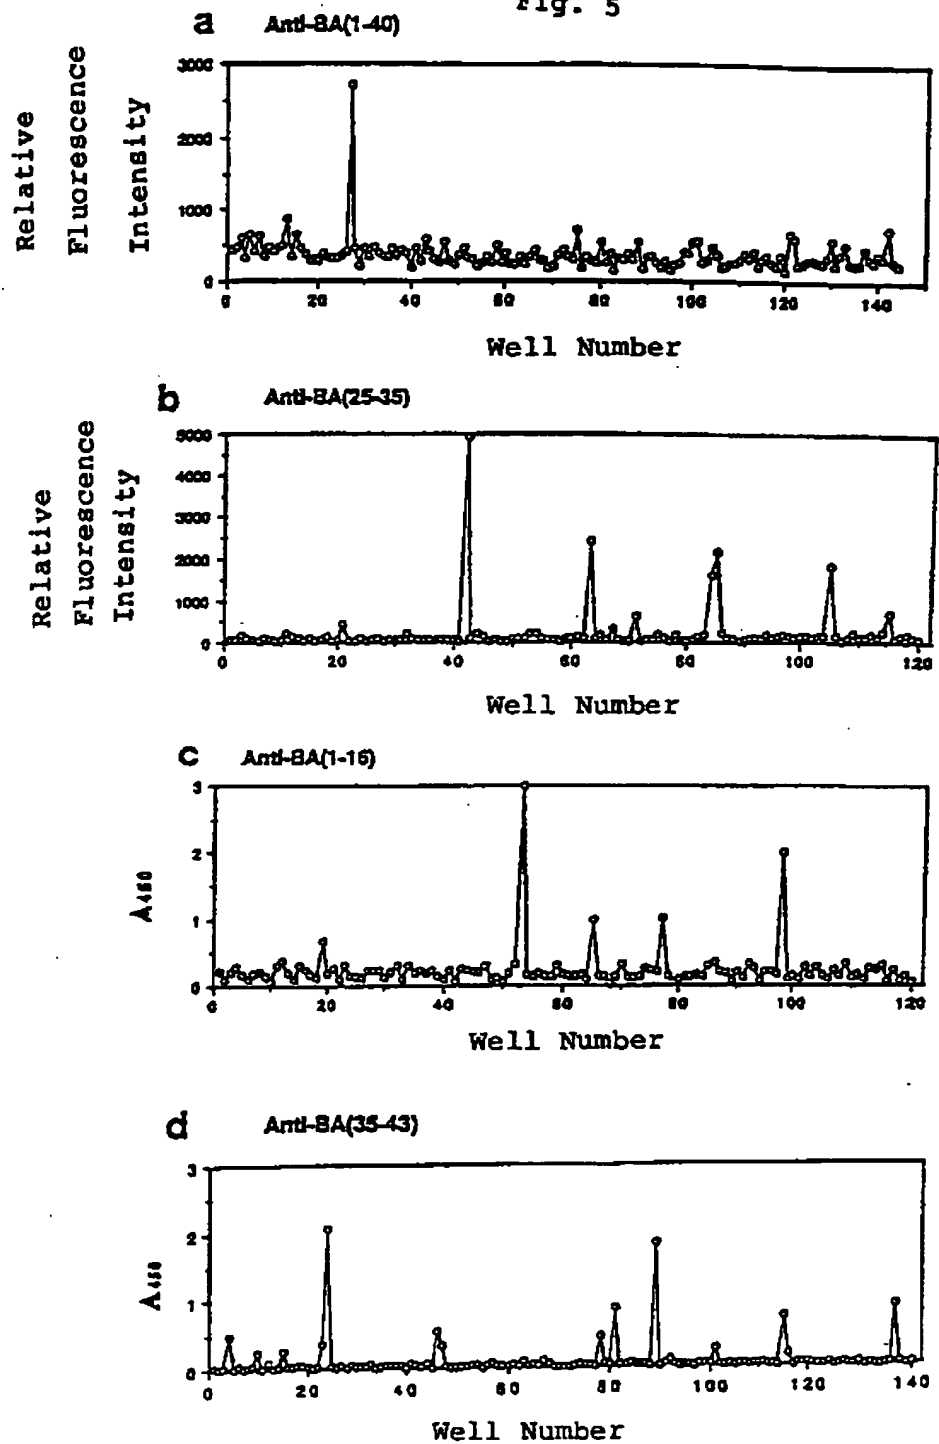 Fig. 5
a Anti-BA(1-40)
Relative
Fluorescence
Intensity
3000
2000
1000
0
0 20 40 60 80 100 120 140
Well Number
b Anti-BA(25-35)
Relative
Fluorescence
Intensity
5000
4000
3000
2000
1000
0
0 20 40 60 80 100 120
Well Number
c Anti-BA(1-16)
A450
3
2
1
0
0 20 40 60 80 100 120
Well Number
d Anti-BA(35-43)
A450
3
2
1
0
0 20 40 60 80 100 120 140
Well Number